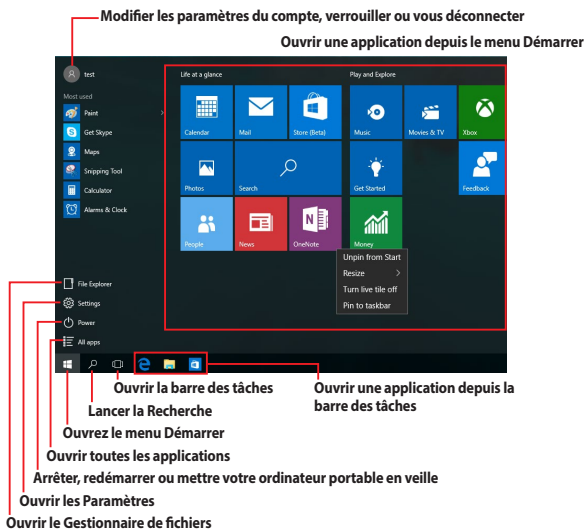 Modifier les paramètres du compte, verrouiller ou vous déconnecter
Ouvrir une application depuis le menu Démarrer
test
Life at a glance
Play and Explore
Most used
Paint
Get Skype
Maps
Snipping Tool
Calculator
Alarms & Clock
Calendar
Mail
Store (Beta)
Music
Movies & TV
Xbox
Photos
Search
Get Started
Feedback
People
News
OneNote
Money
Unpin from Start
Resize
Turn live tile off
Pin to taskbar
File Explorer
Settings
Power
All apps
Ouvrir la barre des tâches
Ouvrir une application depuis la
barre des tâches
Lancer la Recherche
Ouvrez le menu Démarrer
Ouvrir toutes les applications
Arrêter, redémarrer ou mettre votre ordinateur portable en veille
Ouvrir les Paramètres
Ouvrir le Gestionnaire de fichiers